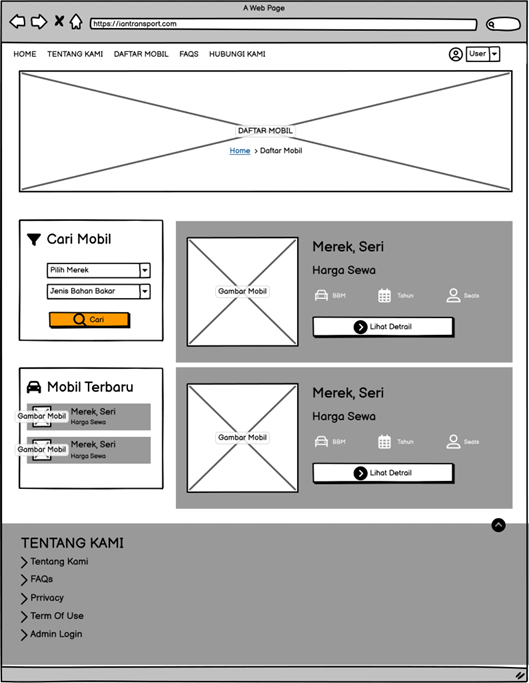 A Web Page
https://iantransport.com
HOME TENTANG KAMI DAFTAR MOBIL FAQS HUBUNGI KAMI User
DAFTAR MOBIL
Home > Daftar Mobil
Cari Mobil
Pilih Merek
Jenis Bahan Bakar
Cari
Gambar Mobil
Merek, Seri
Harga Sewa
BBM Tahun Seats
Lihat Detrail
Mobil Terbaru
Gambar Mobil Merek, Seri
Harga Sewa
Gambar Mobil Merek, Seri
Harga Sewa
Gambar Mobil
Merek, Seri
Harga Sewa
BBM Tahun Seats
Lihat Detrail
TENTANG KAMI
Tentang Kami
FAQs
Prrivacy
Term Of Use
Admin Login